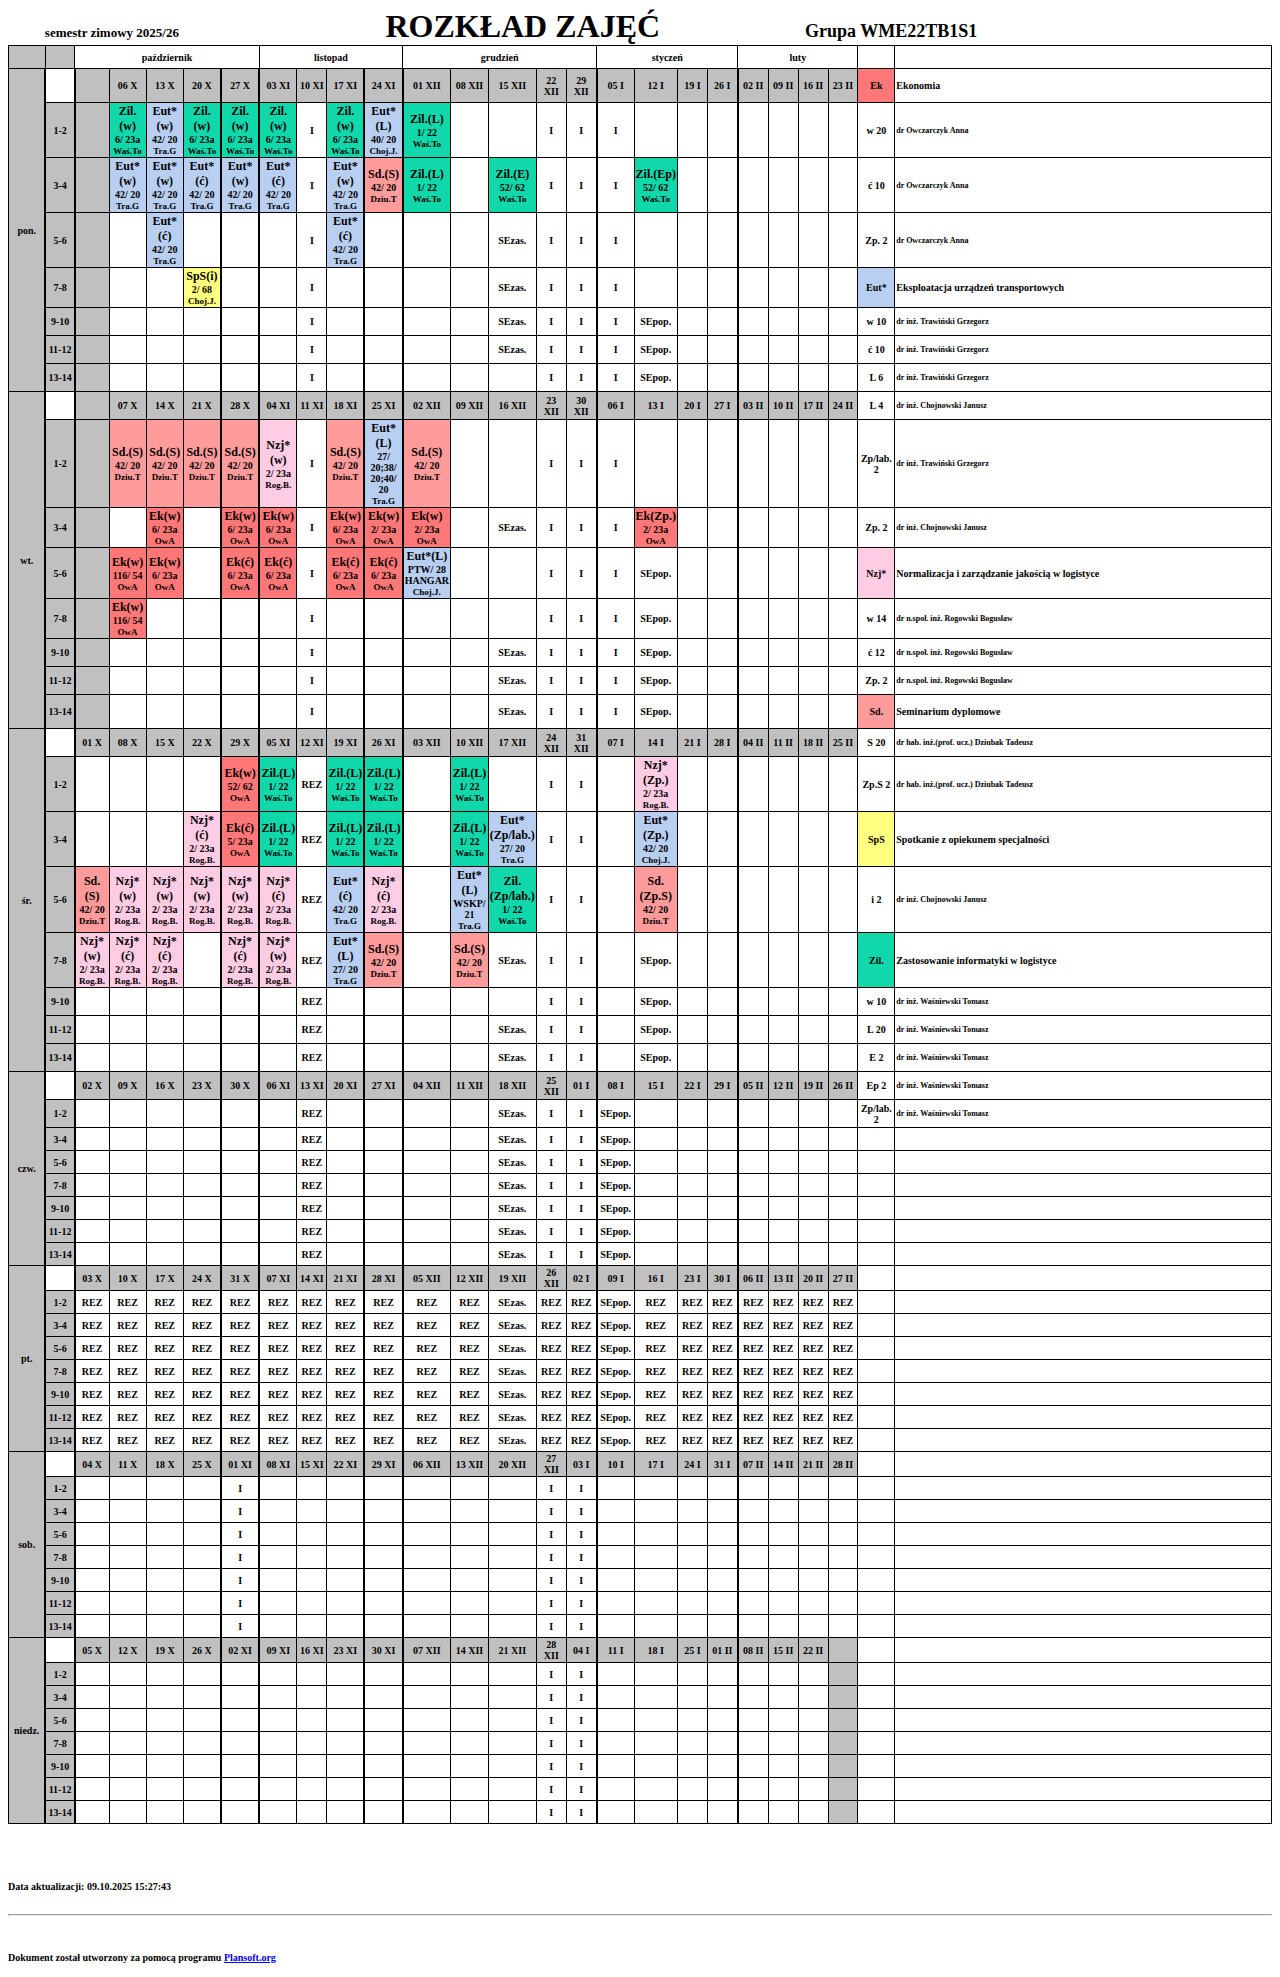 semestr zimowy 2025/26 ROZKŁAD ZAJĘĆ Grupa WME22TB1S1
październik listopad grudzień styczeń luty
pon. 06 X 13 X 20 X 27 X 03 XI 10 XI 17 XI 24 XI 01 XII 08 XII 15 XII 22 XII 29 XII 05 I 12 I 19 I 26 I 02 II 09 II 16 II 23 II Ek Ekonomia
1-2 Zil.(w) 6/ 23a Waś.To Eut*(w) 42/ 20 Tra.G Zil.(w) 6/ 23a Waś.To Zil.(w) 6/ 23a Waś.To Zil.(w) 6/ 23a Waś.To I Zil.(w) 6/ 23a Waś.To Eut*(L) 40/ 20 Choj.J. Zil.(L) 1/ 22 Waś.To I I I w 20 dr Owczarczyk Anna
3-4 Eut*(w) 42/ 20 Tra.G Eut*(w) 42/ 20 Tra.G Eut*(ć) 42/ 20 Tra.G Eut*(w) 42/ 20 Tra.G Eut*(ć) 42/ 20 Tra.G I Eut*(w) 42/ 20 Tra.G Sd.(S) 42/ 20 Dziu.T Zil.(L) 1/ 22 Waś.To Zil.(E) 52/ 62 Waś.To I I I Zil.(Ep) 52/ 62 Waś.To ć 10 dr Owczarczyk Anna
5-6 Eut*(ć) 42/ 20 Tra.G I Eut*(ć) 42/ 20 Tra.G SEzas. I I I Zp. 2 dr Owczarczyk Anna
7-8 SpS(i) 2/ 68 Choj.J. I SEzas. I I I Eut* Eksploatacja urządzeń transportowych
9-10 I SEzas. I I I SEpop. w 10 dr inż. Trawiński Grzegorz
11-12 I SEzas. I I I SEpop. ć 10 dr inż. Trawiński Grzegorz
13-14 I I I I SEpop. L 6 dr inż. Trawiński Grzegorz
wt. 07 X 14 X 21 X 28 X 04 XI 11 XI 18 XI 25 XI 02 XII 09 XII 16 XII 23 XII 30 XII 06 I 13 I 20 I 27 I 03 II 10 II 17 II 24 II L 4 dr inż. Chojnowski Janusz
1-2 Sd.(S) 42/ 20 Dziu.T Sd.(S) 42/ 20 Dziu.T Sd.(S) 42/ 20 Dziu.T Sd.(S) 42/ 20 Dziu.T Nzj*(w) 2/ 23a Rog.B. I Sd.(S) 42/ 20 Dziu.T Eut*(L) 27/ 20;38/ 20;40/ 20 Tra.G Sd.(S) 42/ 20 Dziu.T I I I Zp/lab. 2 dr inż. Trawiński Grzegorz
3-4 Ek(w) 6/ 23a OwA Ek(w) 6/ 23a OwA Ek(w) 6/ 23a OwA I Ek(w) 6/ 23a OwA Ek(w) 2/ 23a OwA Ek(w) 2/ 23a OwA SEzas. I I I Ek(Zp.) 2/ 23a OwA Zp. 2 dr inż. Chojnowski Janusz
5-6 Ek(w) 116/ 54 OwA Ek(w) 6/ 23a OwA Ek(ć) 6/ 23a OwA Ek(ć) 6/ 23a OwA I Ek(ć) 6/ 23a OwA Ek(ć) 6/ 23a OwA Eut*(L) PTW/ 28 HANGAR Choj.J. I I I SEpop. Nzj* Normalizacja i zarządzanie jakością w logistyce
7-8 Ek(w) 116/ 54 OwA I I I I SEpop. w 14 dr n.społ. inż. Rogowski Bogusław
9-10 I SEzas. I I I SEpop. ć 12 dr n.społ. inż. Rogowski Bogusław
11-12 I SEzas. I I I SEpop. Zp. 2 dr n.społ. inż. Rogowski Bogusław
13-14 I SEzas. I I I SEpop. Sd. Seminarium dyplomowe
śr. 01 X 08 X 15 X 22 X 29 X 05 XI 12 XI 19 XI 26 XI 03 XII 10 XII 17 XII 24 XII 31 XII 07 I 14 I 21 I 28 I 04 II 11 II 18 II 25 II S 20 dr hab. inż.(prof. ucz.) Dziubak Tadeusz
1-2 Ek(w) 52/ 62 OwA Zil.(L) 1/ 22 Waś.To REZ Zil.(L) 1/ 22 Waś.To Zil.(L) 1/ 22 Waś.To Zil.(L) 1/ 22 Waś.To I I Nzj*(Zp.) 2/ 23a Rog.B. Zp.S 2 dr hab. inż.(prof. ucz.) Dziubak Tadeusz
3-4 Nzj*(ć) 2/ 23a Rog.B. Ek(ć) 5/ 23a OwA Zil.(L) 1/ 22 Waś.To REZ Zil.(L) 1/ 22 Waś.To Zil.(L) 1/ 22 Waś.To Zil.(L) 1/ 22 Waś.To Eut*(Zp/lab.) 27/ 20 Tra.G I I Eut*(Zp.) 42/ 20 Choj.J. SpS Spotkanie z opiekunem specjalności
5-6 Sd.(S) 42/ 20 Dziu.T Nzj*(w) 2/ 23a Rog.B. Nzj*(w) 2/ 23a Rog.B. Nzj*(w) 2/ 23a Rog.B. Nzj*(w) 2/ 23a Rog.B. Nzj*(ć) 2/ 23a Rog.B. REZ Eut*(ć) 42/ 20 Tra.G Nzj*(ć) 2/ 23a Rog.B. Eut*(L) WSKP/ 21 Tra.G Zil.(Zp/lab.) 1/ 22 Waś.To I I Sd.(Zp.S) 42/ 20 Dziu.T i 2 dr inż. Chojnowski Janusz
7-8 Nzj*(w) 2/ 23a Rog.B. Nzj*(ć) 2/ 23a Rog.B. Nzj*(ć) 2/ 23a Rog.B. Nzj*(ć) 2/ 23a Rog.B. Nzj*(w) 2/ 23a Rog.B. REZ Eut*(L) 27/ 20 Tra.G Sd.(S) 42/ 20 Dziu.T Sd.(S) 42/ 20 Dziu.T SEzas. I I SEpop. Zil. Zastosowanie informatyki w logistyce
9-10 REZ I I SEpop. w 10 dr inż. Waśniewski Tomasz
11-12 REZ SEzas. I I SEpop. L 20 dr inż. Waśniewski Tomasz
13-14 REZ SEzas. I I SEpop. E 2 dr inż. Waśniewski Tomasz
czw. 02 X 09 X 16 X 23 X 30 X 06 XI 13 XI 20 XI 27 XI 04 XII 11 XII 18 XII 25 XII 01 I 08 I 15 I 22 I 29 I 05 II 12 II 19 II 26 II Ep 2 dr inż. Waśniewski Tomasz
1-2 REZ SEzas. I I SEpop. Zp/lab. 2 dr inż. Waśniewski Tomasz
3-4 REZ SEzas. I I SEpop.
5-6 REZ SEzas. I I SEpop.
7-8 REZ SEzas. I I SEpop.
9-10 REZ SEzas. I I SEpop.
11-12 REZ SEzas. I I SEpop.
13-14 REZ SEzas. I I SEpop.
pt. 03 X 10 X 17 X 24 X 31 X 07 XI 14 XI 21 XI 28 XI 05 XII 12 XII 19 XII 26 XII 02 I 09 I 16 I 23 I 30 I 06 II 13 II 20 II 27 II
1-2 REZ REZ REZ REZ REZ REZ REZ REZ REZ REZ REZ SEzas. REZ REZ SEpop. REZ REZ REZ REZ REZ REZ REZ
3-4 REZ REZ REZ REZ REZ REZ REZ REZ REZ REZ REZ SEzas. REZ REZ SEpop. REZ REZ REZ REZ REZ REZ REZ
5-6 REZ REZ REZ REZ REZ REZ REZ REZ REZ REZ REZ SEzas. REZ REZ SEpop. REZ REZ REZ REZ REZ REZ REZ
7-8 REZ REZ REZ REZ REZ REZ REZ REZ REZ REZ REZ SEzas. REZ REZ SEpop. REZ REZ REZ REZ REZ REZ REZ
9-10 REZ REZ REZ REZ REZ REZ REZ REZ REZ REZ REZ SEzas. REZ REZ SEpop. REZ REZ REZ REZ REZ REZ REZ
11-12 REZ REZ REZ REZ REZ REZ REZ REZ REZ REZ REZ SEzas. REZ REZ SEpop. REZ REZ REZ REZ REZ REZ REZ
13-14 REZ REZ REZ REZ REZ REZ REZ REZ REZ REZ REZ SEzas. REZ REZ SEpop. REZ REZ REZ REZ REZ REZ REZ
sob. 04 X 11 X 18 X 25 X 01 XI 08 XI 15 XI 22 XI 29 XI 06 XII 13 XII 20 XII 27 XII 03 I 10 I 17 I 24 I 31 I 07 II 14 II 21 II 28 II
1-2 I I I
3-4 I I I
5-6 I I I
7-8 I I I
9-10 I I I
11-12 I I I
13-14 I I I
niedz. 05 X 12 X 19 X 26 X 02 XI 09 XI 16 XI 23 XI 30 XI 07 XII 14 XII 21 XII 28 XII 04 I 11 I 18 I 25 I 01 II 08 II 15 II 22 II
1-2 I I
3-4 I I
5-6 I I
7-8 I I
9-10 I I
11-12 I I
13-14 I I
Data aktualizacji: 09.10.2025 15:27:43
Dokument został utworzony za pomocą programu Plansoft.org